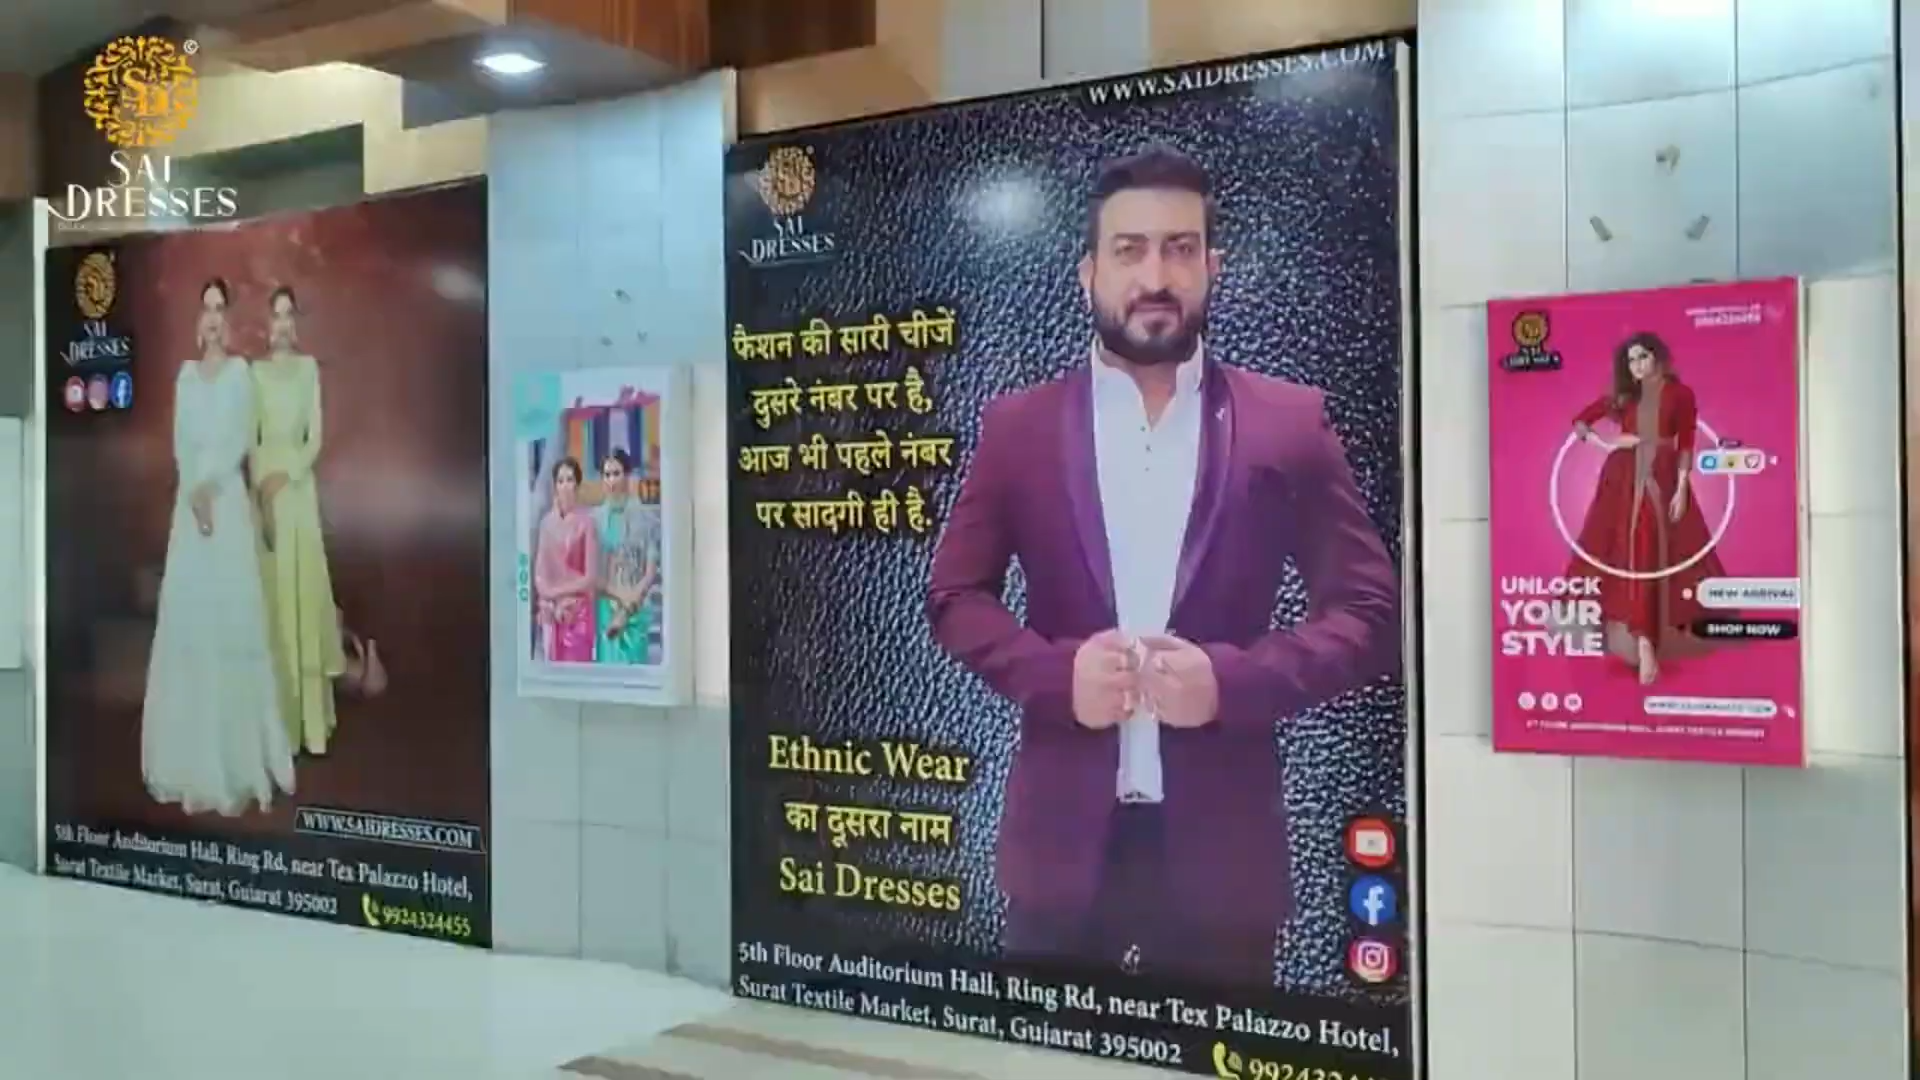 SAI
DRESSES
SAI
DRESSES
WWW.SAIDRESSES.COM
5th Floor Auditorium Hall, Ring Rd, near Tex Palazzo Hotel,
Surat Textile Market, Surat, Gujarat 395002
9924324455
WWW.SAIDRESSES.COM
SAI
DRESSES
फैशन की सारी चीजें
दुसरे नंबर पर है,
आज भी पहले नंबर
पर सादगी ही है.
Ethnic Wear
का दूसरा नाम
Sai Dresses
5th Floor Auditorium Hall, Ring Rd, near Tex Palazzo Hotel,
Surat Textile Market, Surat, Gujarat 395002
UNLOCK
YOUR
STYLE
NEW ARRIVAL
SHOP NOW